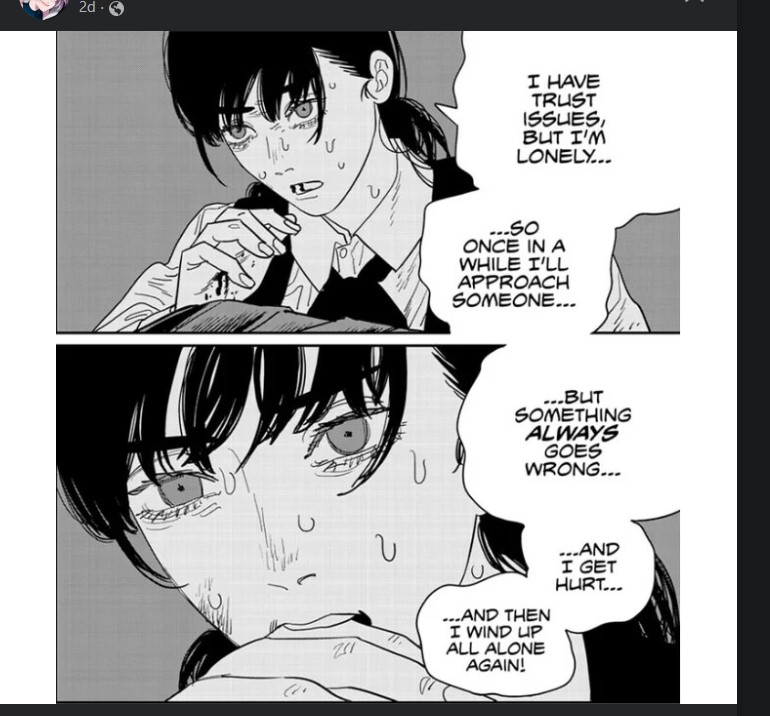 2d ·
I HAVE
TRUST
ISSUES,
BUT I'M
LONELY...
...SO
ONCE IN A
WHILE I'LL
APPROACH
SOMEONE...
...BUT
SOMETHING
ALWAYS
GOES
WRONG...
...AND
I GET
HURT...
...AND THEN
I WIND UP
ALL ALONE
AGAIN!